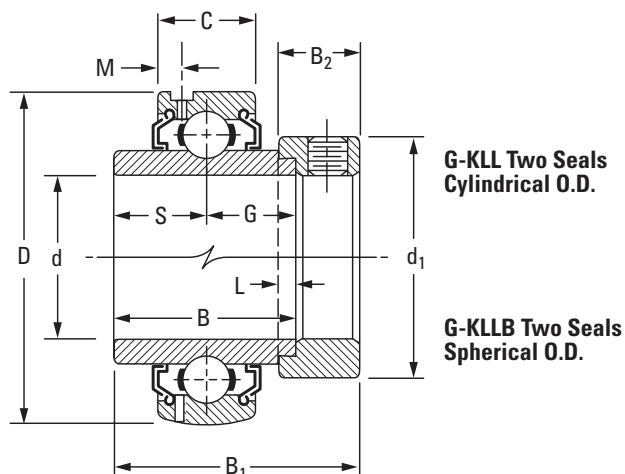 C
B₂
M
G-KLL Two Seals
Cylindrical O.D.
S
G
D
d
L
d₁
B
G-KLLB Two Seals
Spherical O.D.
B₁